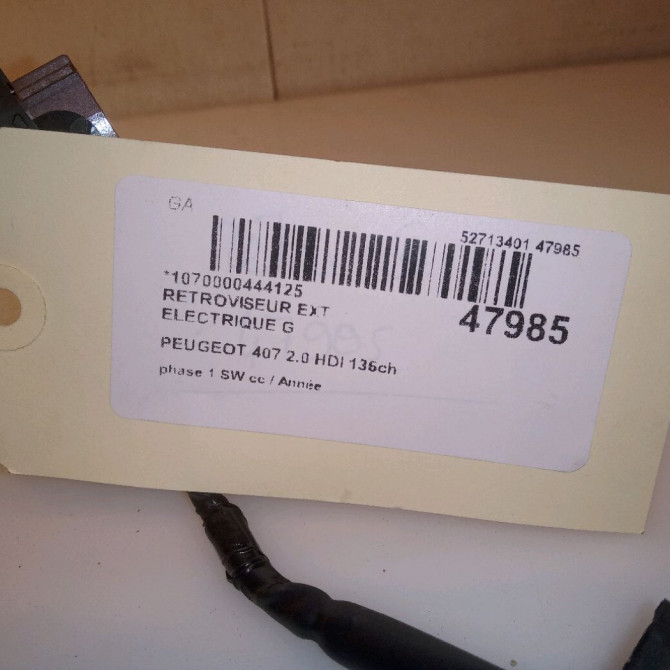 GA
52713401 47985
*1070000444125
RETROVISEUR EXT
ELECTRIQUE G
47985
PEUGEOT 407 2.0 HDI 136ch
phase 1 SW cc / Année